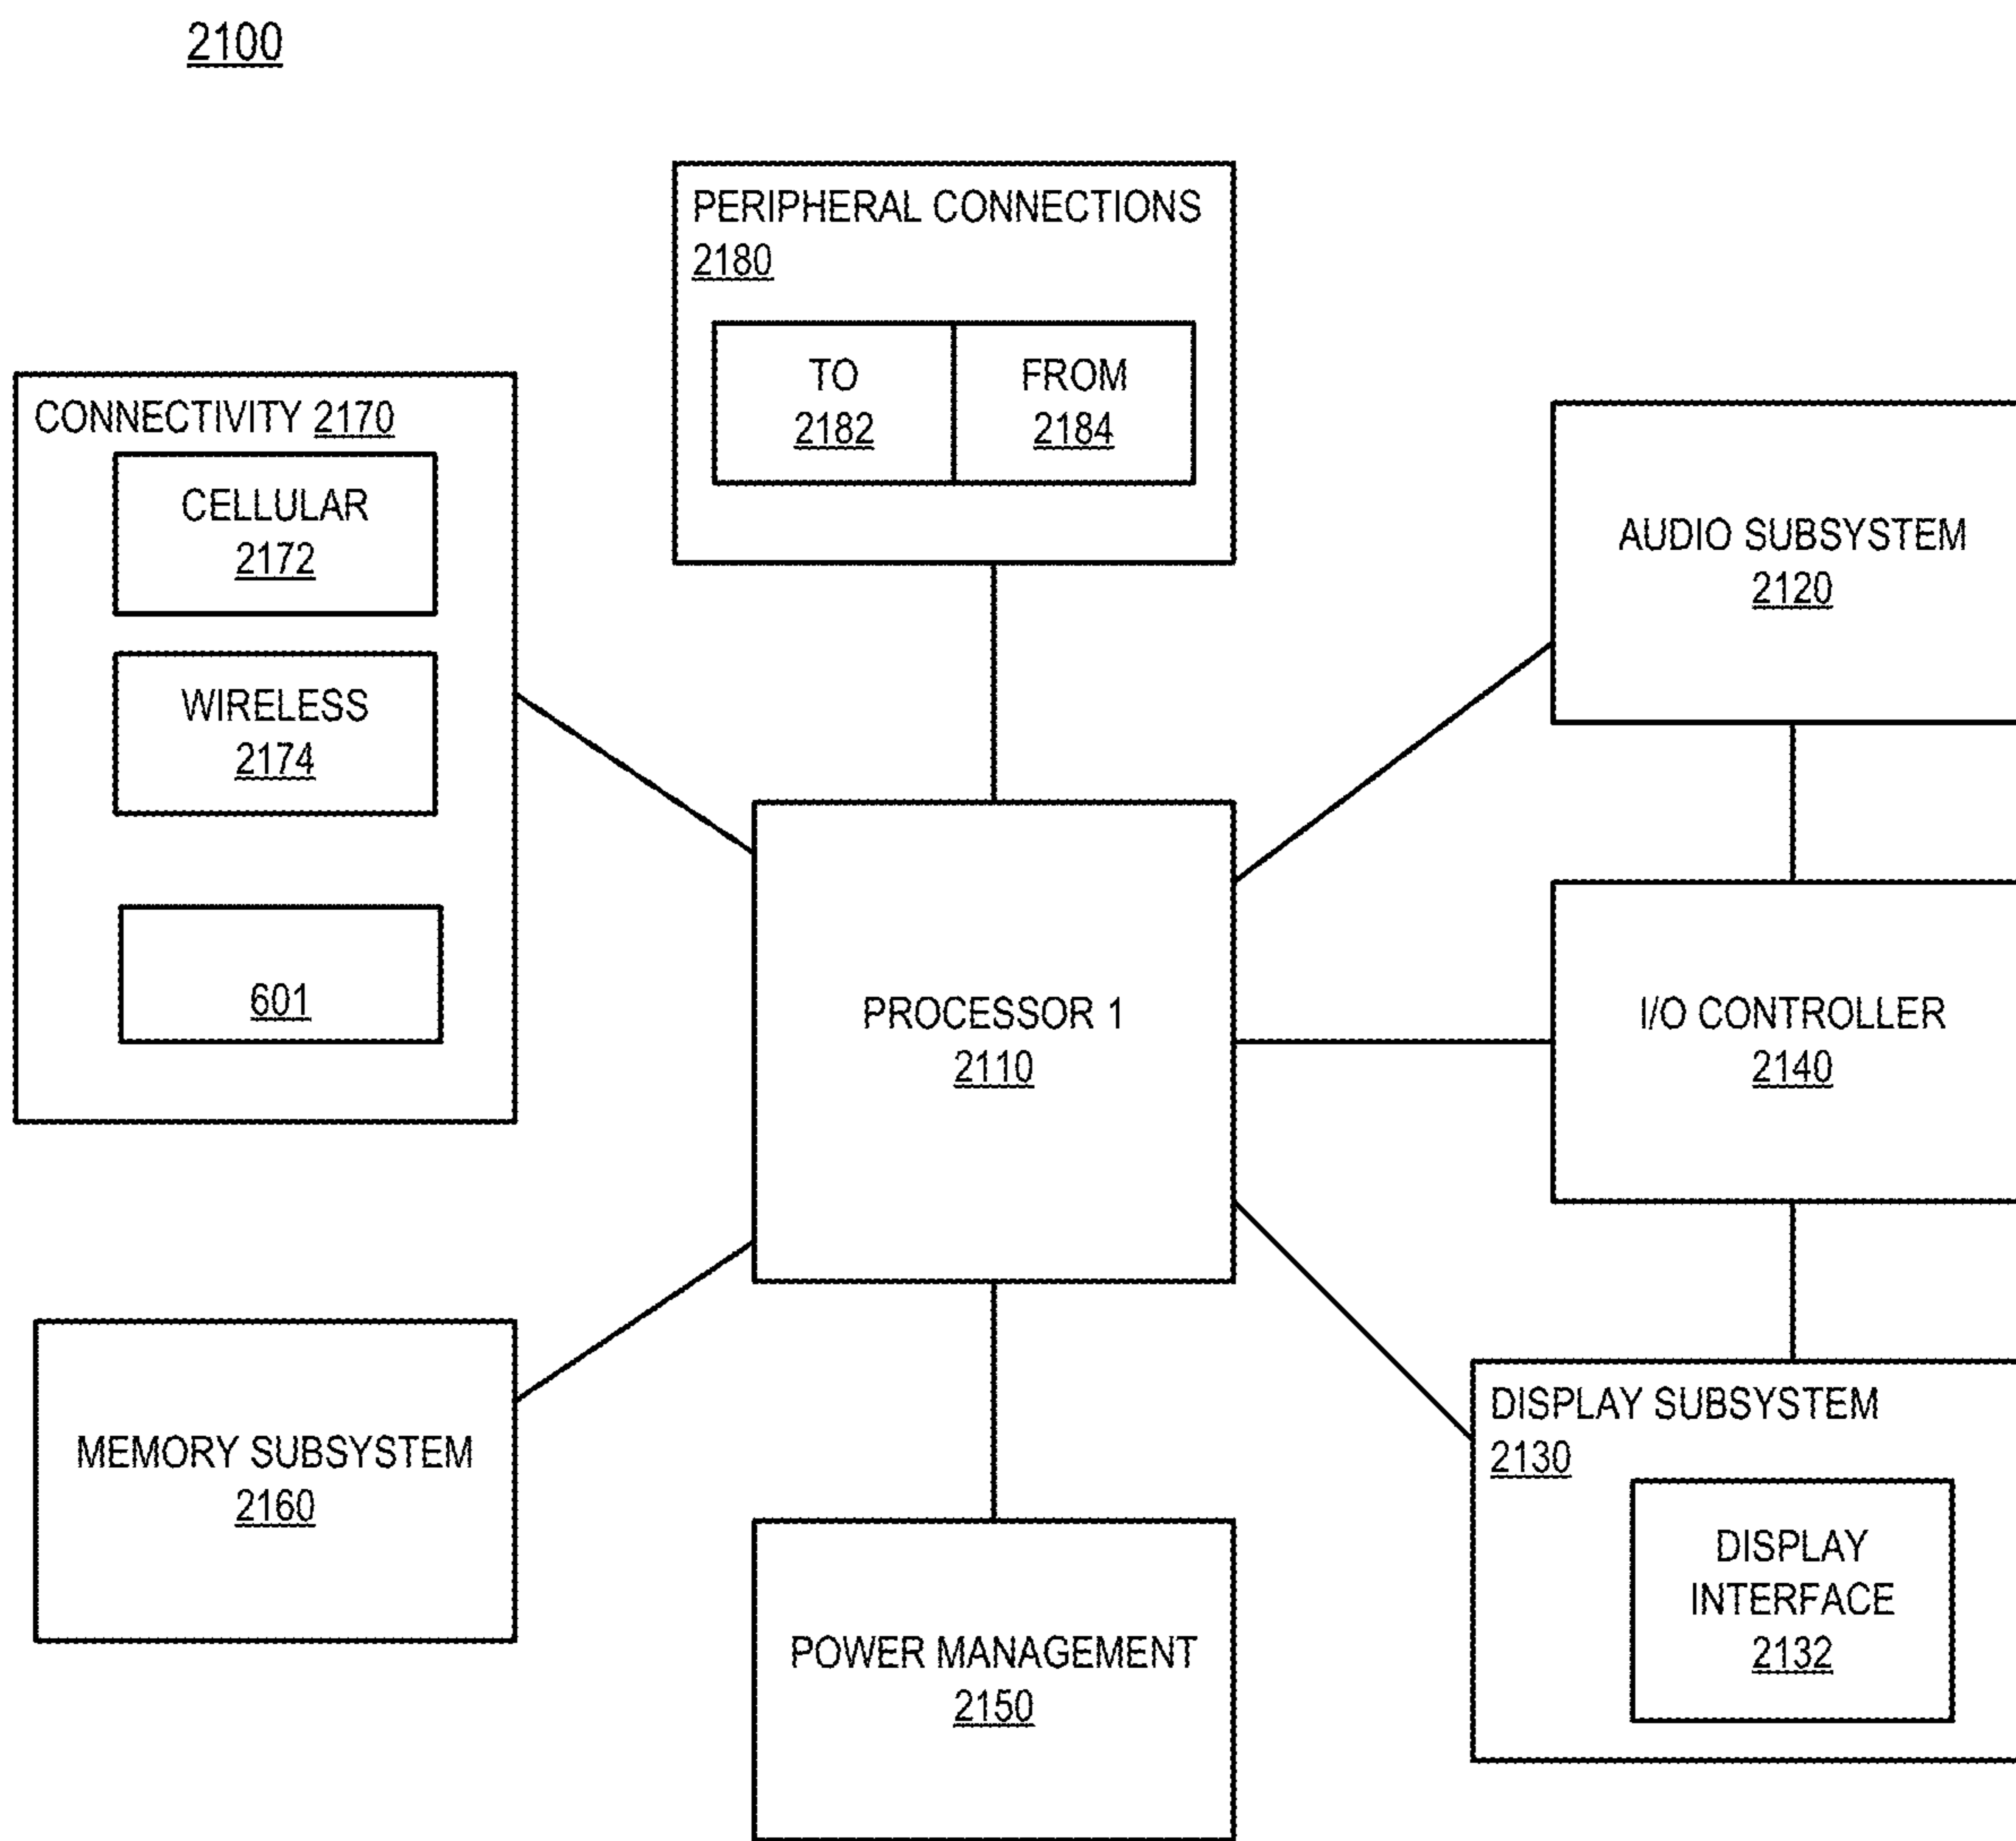 2100
PERIPHERAL CONNECTIONS
2180
TO
2182
FROM
2184
CONNECTIVITY 2170
CELLULAR
2172
WIRELESS
2174
601
AUDIO SUBSYSTEM
2120
PROCESSOR 1
2110
I/O CONTROLLER
2140
MEMORY SUBSYSTEM
2160
POWER MANAGEMENT
2150
DISPLAY SUBSYSTEM
2130
DISPLAY
INTERFACE
2132